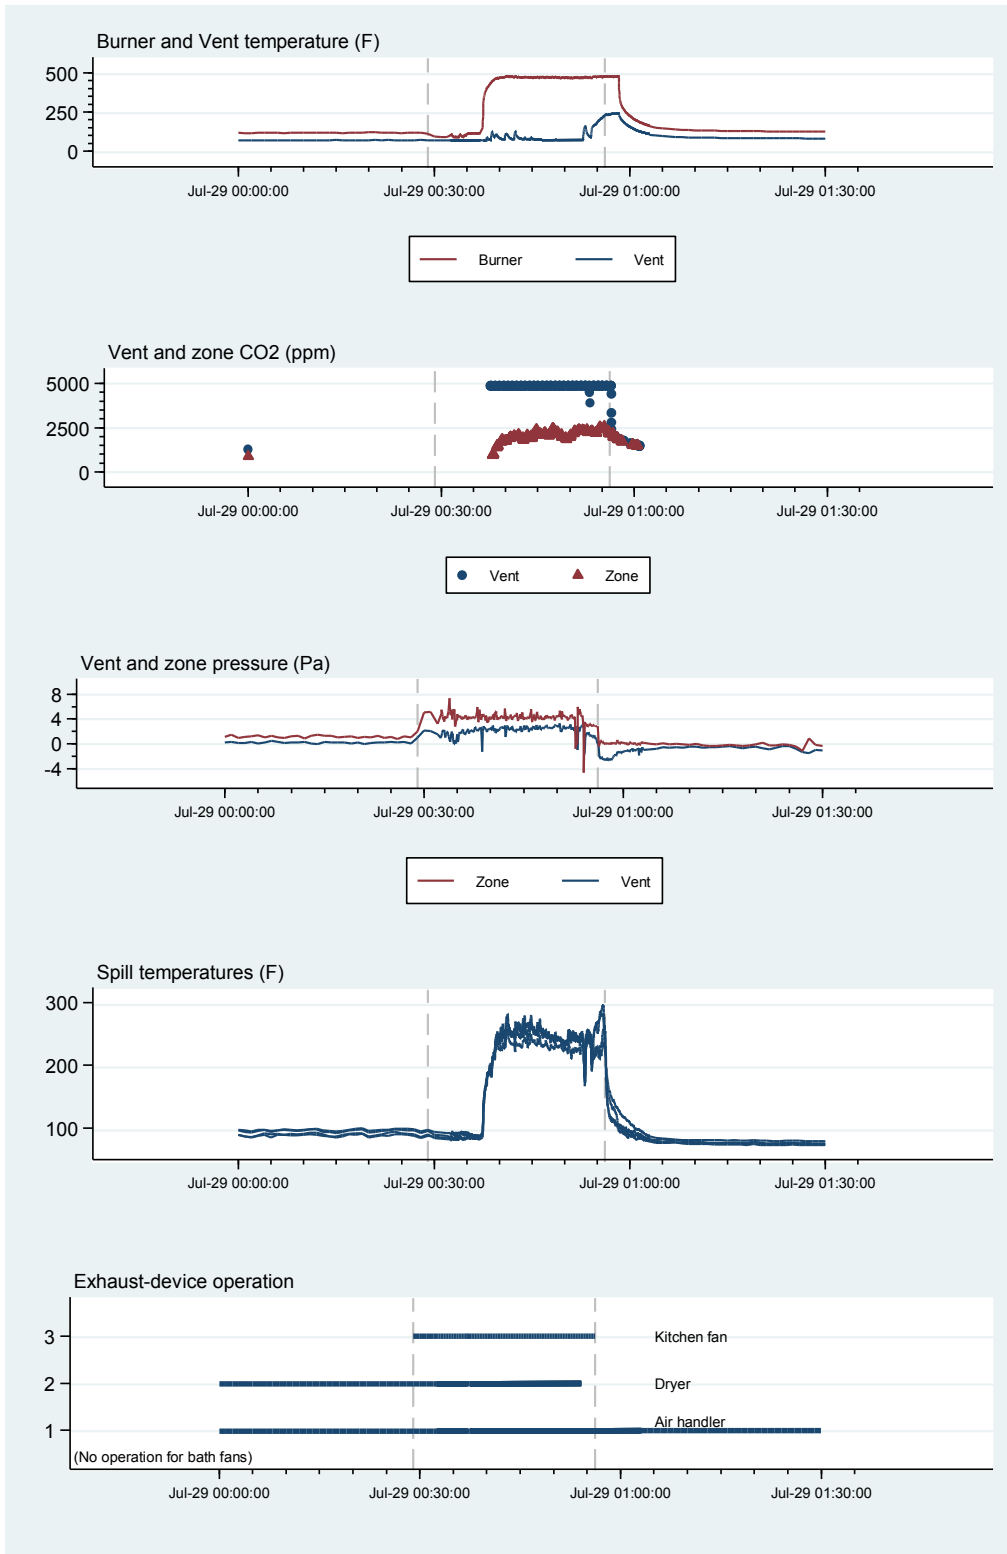 Burner and Vent temperature (F)
500
250
0
Jul-29 00:00:00 Jul-29 00:30:00 Jul-29 01:00:00 Jul-29 01:30:00
Burner Vent
Vent and zone CO2 (ppm)
5000
2500
0
Jul-29 00:00:00 Jul-29 00:30:00 Jul-29 01:00:00 Jul-29 01:30:00
Vent Zone
Vent and zone pressure (Pa)
8
4
0
-4
Jul-29 00:00:00 Jul-29 00:30:00 Jul-29 01:00:00 Jul-29 01:30:00
Zone Vent
Spill temperatures (F)
300
200
100
Jul-29 00:00:00 Jul-29 00:30:00 Jul-29 01:00:00 Jul-29 01:30:00
Exhaust-device operation
3 Kitchen fan
2 Dryer
Air handler
1
(No operation for bath fans)
Jul-29 00:00:00 Jul-29 00:30:00 Jul-29 01:00:00 Jul-29 01:30:00